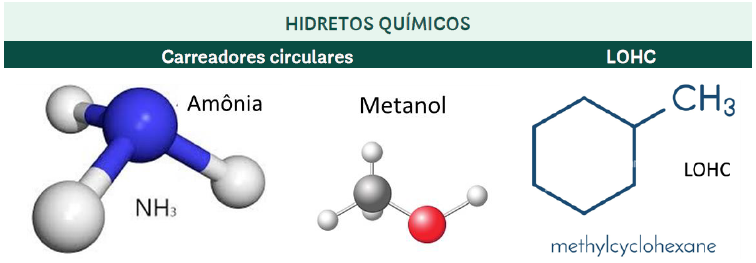 HIDRETOS QUÍMICOS
Carreadores circulares
LOHC
Amônia
NH₃
Metanol
CH₃
LOHC
methylcyclohexane